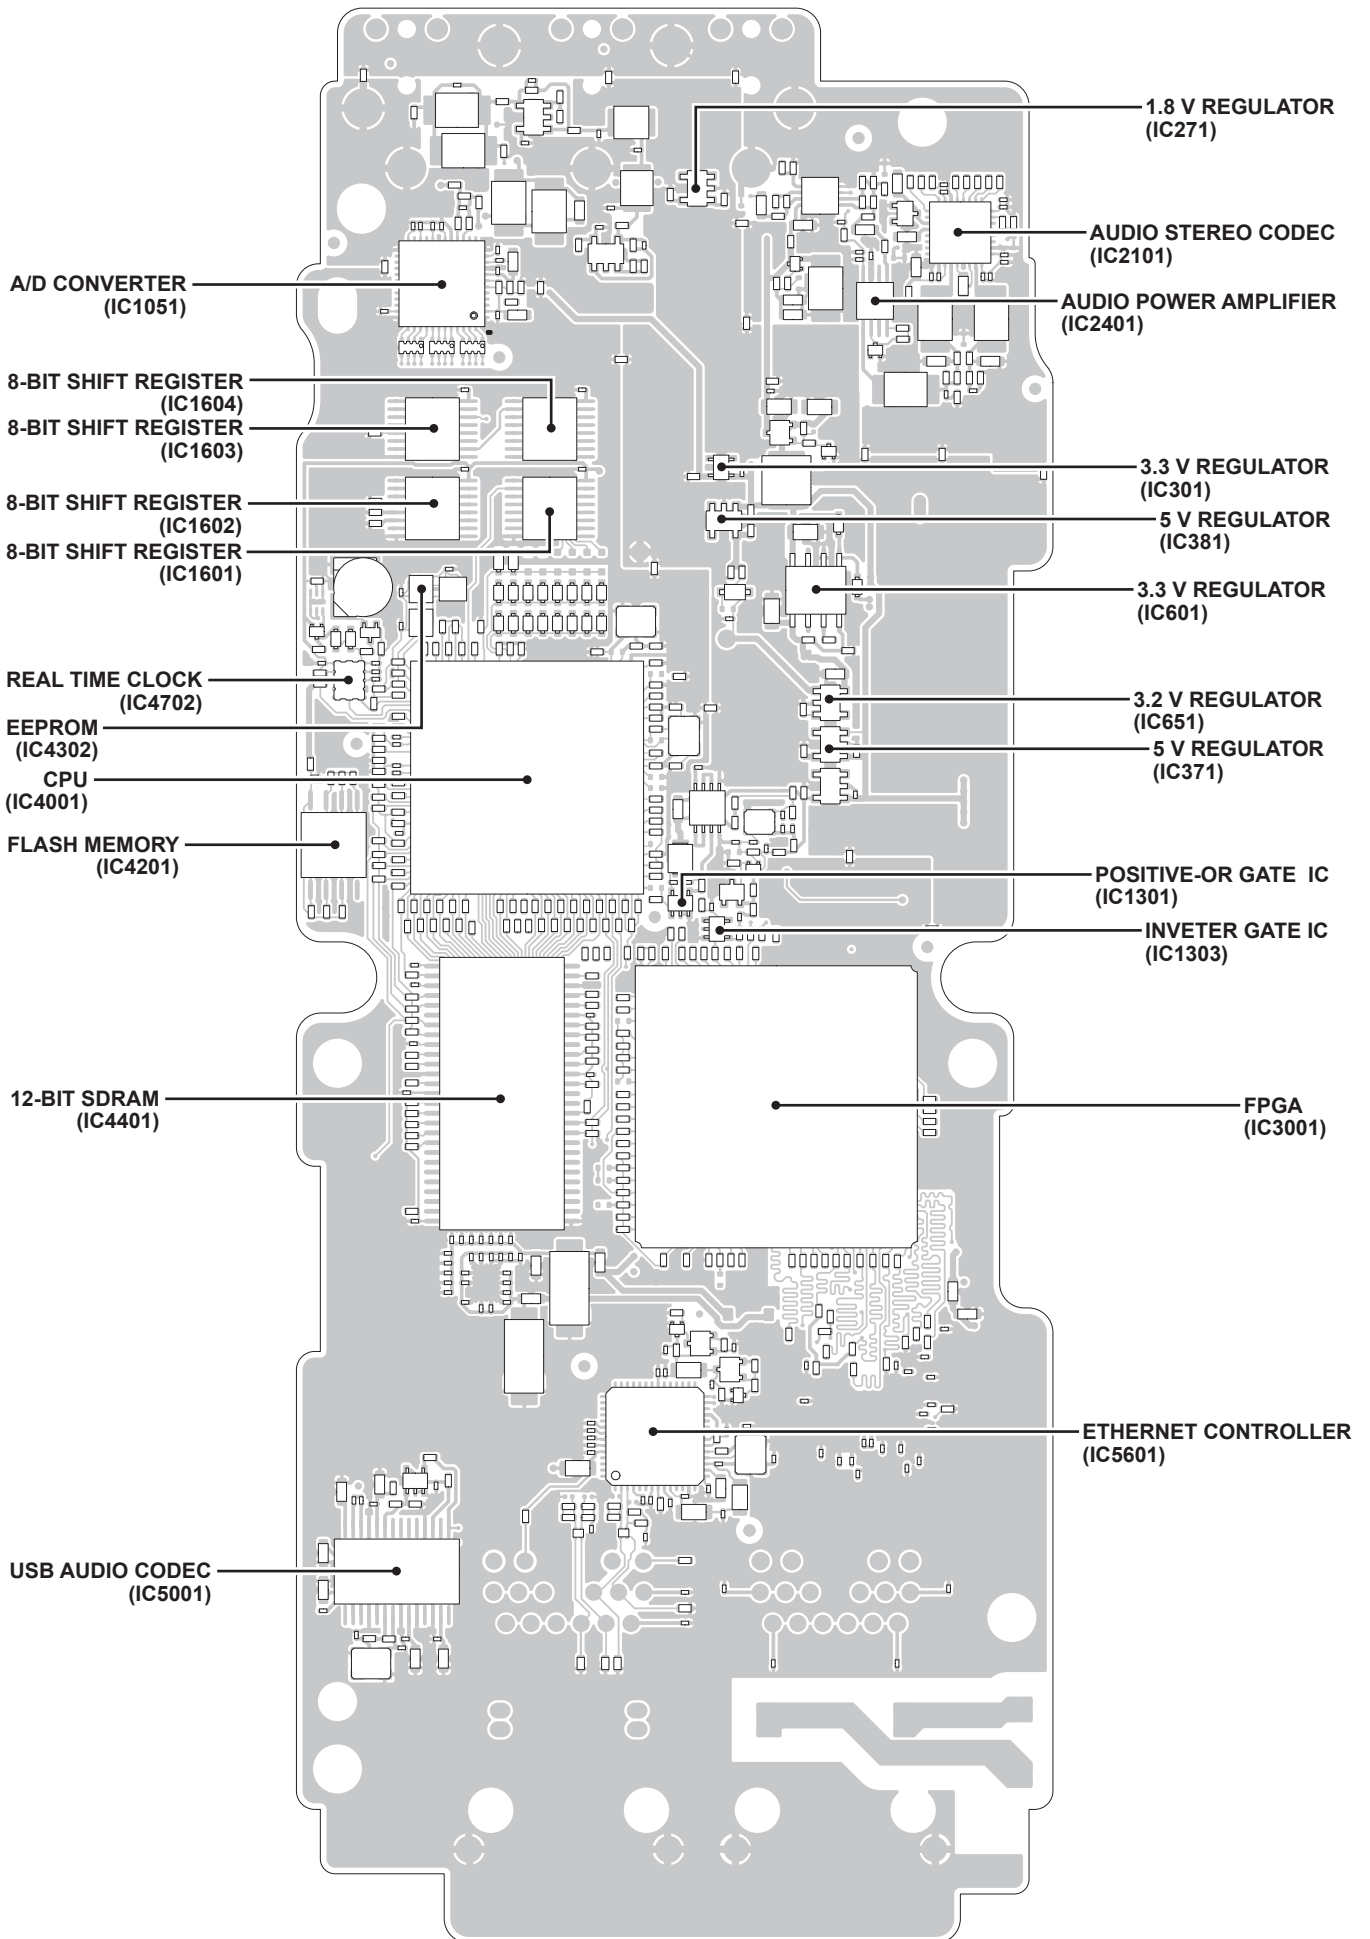 1.8 V REGULATOR
(IC271)
AUDIO STEREO CODEC
(IC2101)
A/D CONVERTER
(IC1051)
AUDIO POWER AMPLIFIER
(IC2401)
8-BIT SHIFT REGISTER
(IC1604)
8-BIT SHIFT REGISTER
(IC1603)
3.3 V REGULATOR
(IC301)
8-BIT SHIFT REGISTER
(IC1602)
5 V REGULATOR
(IC381)
8-BIT SHIFT REGISTER
(IC1601)
3.3 V REGULATOR
(IC601)
REAL TIME CLOCK
(IC4702)
3.2 V REGULATOR
(IC651)
EEPROM
(IC4302)
5 V REGULATOR
(IC371)
CPU
(IC4001)
FLASH MEMORY
(IC4201)
POSITIVE-OR GATE  IC
(IC1301)
INVETER GATE IC
(IC1303)
12-BIT SDRAM
(IC4401)
FPGA
(IC3001)
ETHERNET CONTROLLER
(IC5601)
USB AUDIO CODEC
(IC5001)